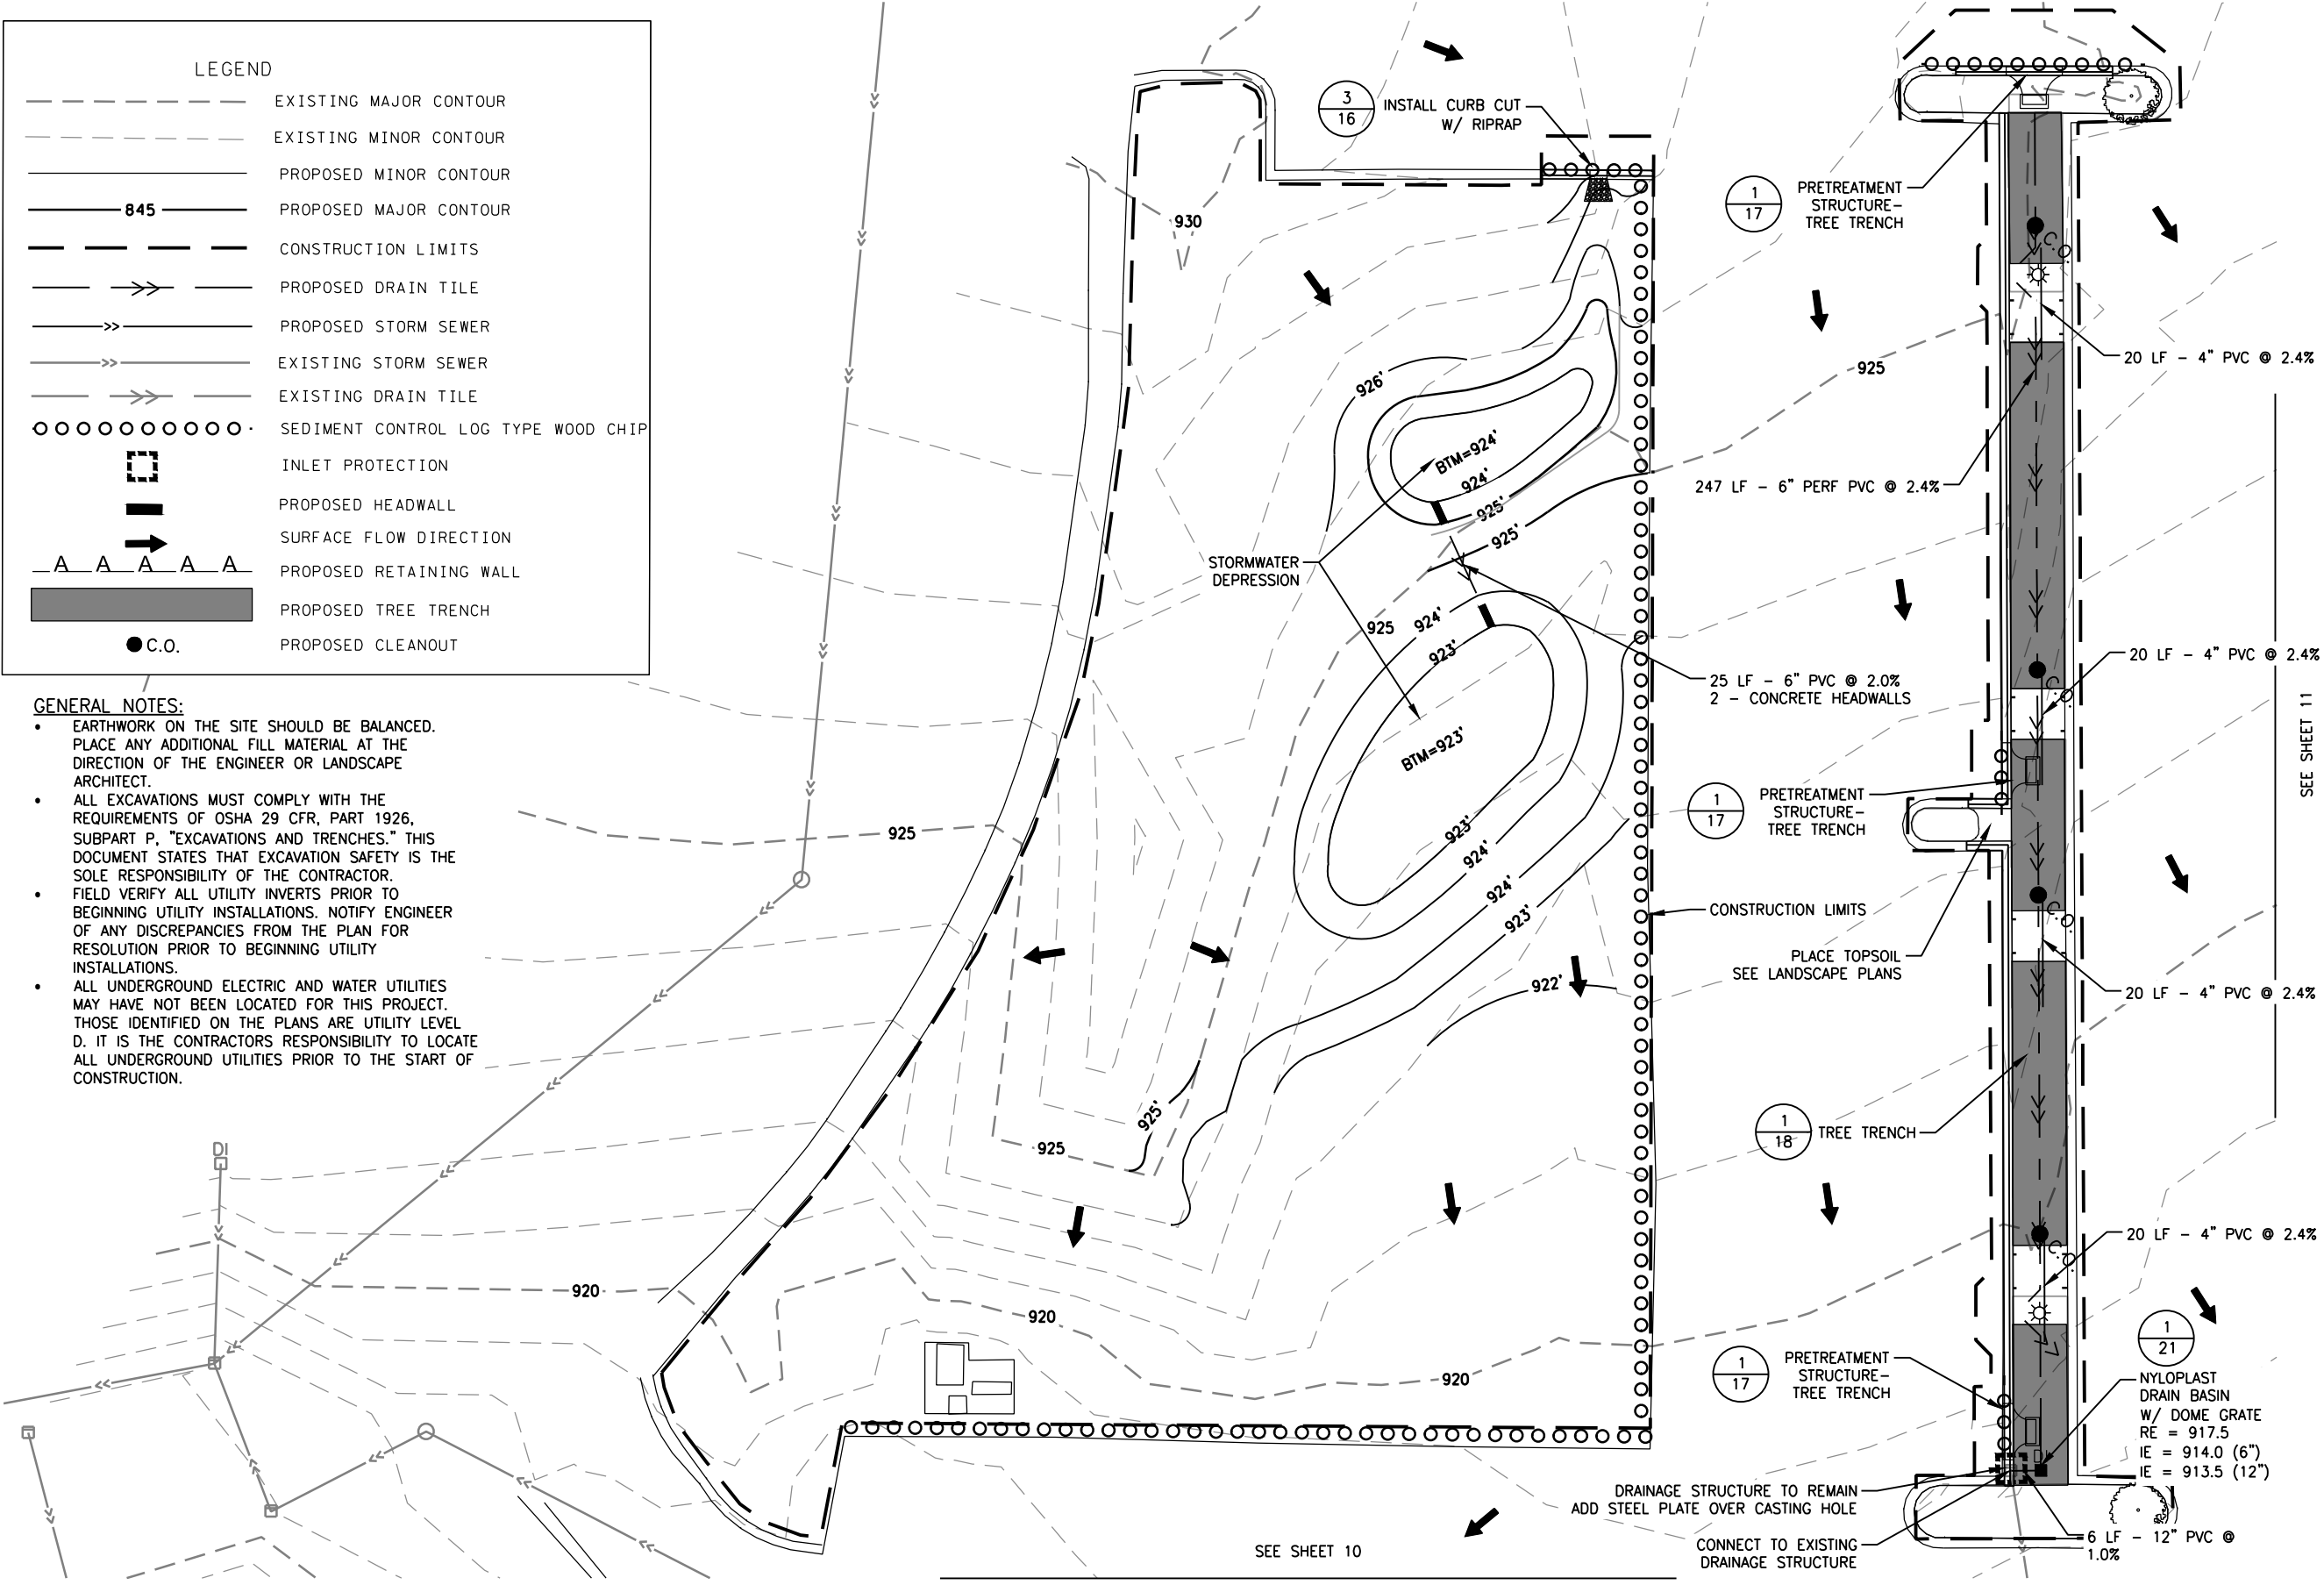 LEGEND
EXISTING MAJOR CONTOUR
EXISTING MINOR CONTOUR
PROPOSED MINOR CONTOUR
845
PROPOSED MAJOR CONTOUR
CONSTRUCTION LIMITS
PROPOSED DRAIN TILE
PROPOSED STORM SEWER
EXISTING STORM SEWER
EXISTING DRAIN TILE
SEDIMENT CONTROL LOG TYPE WOOD CHIP
INLET PROTECTION
PROPOSED HEADWALL
SURFACE FLOW DIRECTION
A A A A A
PROPOSED RETAINING WALL
PROPOSED TREE TRENCH
C.O.
PROPOSED CLEANOUT
GENERAL NOTES:
• EARTHWORK ON THE SITE SHOULD BE BALANCED.
PLACE ANY ADDITIONAL FILL MATERIAL AT THE
DIRECTION OF THE ENGINEER OR LANDSCAPE
ARCHITECT.
• ALL EXCAVATIONS MUST COMPLY WITH THE
REQUIREMENTS OF OSHA 29 CFR, PART 1926,
SUBPART P, "EXCAVATIONS AND TRENCHES." THIS
DOCUMENT STATES THAT EXCAVATION SAFETY IS THE
SOLE RESPONSIBILITY OF THE CONTRACTOR.
• FIELD VERIFY ALL UTILITY INVERTS PRIOR TO
BEGINNING UTILITY INSTALLATIONS. NOTIFY ENGINEER
OF ANY DISCREPANCIES FROM THE PLAN FOR
RESOLUTION PRIOR TO BEGINNING UTILITY
INSTALLATIONS.
• ALL UNDERGROUND ELECTRIC AND WATER UTILITIES
MAY HAVE NOT BEEN LOCATED FOR THIS PROJECT.
THOSE IDENTIFIED ON THE PLANS ARE UTILITY LEVEL
D. IT IS THE CONTRACTORS RESPONSIBILITY TO LOCATE
ALL UNDERGROUND UTILITIES PRIOR TO THE START OF
CONSTRUCTION.
DI
925
920
3
16
INSTALL CURB CUT
W/ RIPRAP
930
926'
BTM=924'
924'
925'
925'
STORMWATER
DEPRESSION
925
924'
923'
BTM=923'
923'
924'
924'
923'
922'
925'
925
920
920
SEE SHEET 10
1
17
PRETREATMENT
STRUCTURE-
TREE TRENCH
C.O.
925
20 LF - 4" PVC @ 2.4%
247 LF - 6" PERF PVC @ 2.4%
25 LF - 6" PVC @ 2.0%
2 - CONCRETE HEADWALLS
20 LF - 4" PVC @ 2.4%
C.O.
SEE SHEET 11
1
17
PRETREATMENT
STRUCTURE-
TREE TRENCH
CONSTRUCTION LIMITS
C.O.
PLACE TOPSOIL
SEE LANDSCAPE PLANS
20 LF - 4" PVC @ 2.4%
1
18
TREE TRENCH
20 LF - 4" PVC @ 2.4%
C.O.
1
17
PRETREATMENT
STRUCTURE-
TREE TRENCH
1
21
NYLOPLAST
DRAIN BASIN
W/ DOME GRATE
RE = 917.5
IE = 914.0 (6")
IE = 913.5 (12")
DRAINAGE STRUCTURE TO REMAIN
ADD STEEL PLATE OVER CASTING HOLE
CONNECT TO EXISTING
DRAINAGE STRUCTURE
6 LF - 12" PVC @
1.0%